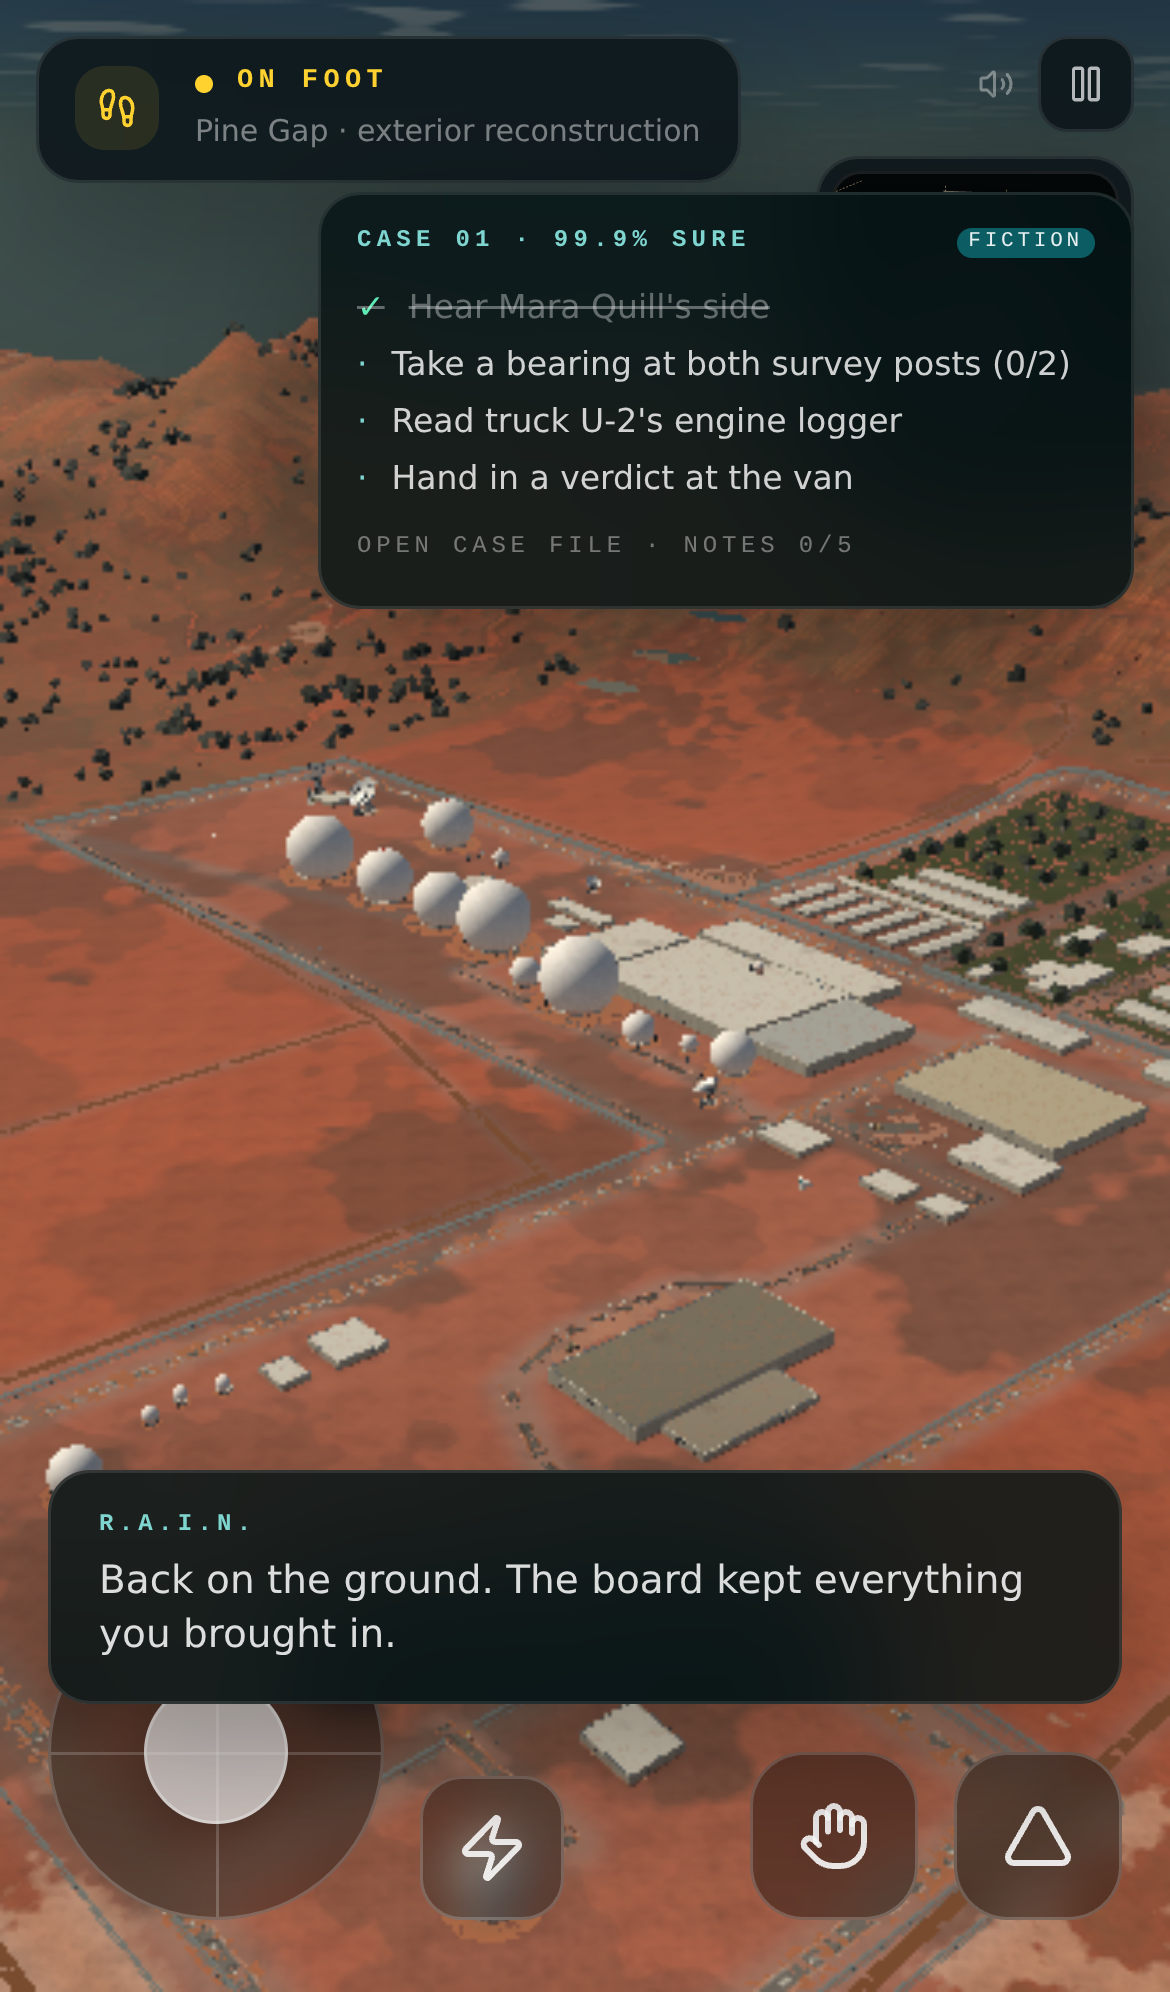 ON FOOT
Pine Gap · exterior reconstruction
CASE 01 · 99.9% SURE
FICTION
✓ Hear Mara Quill's side
· Take a bearing at both survey posts (0/2)
· Read truck U-2's engine logger
· Hand in a verdict at the van
OPEN CASE FILE · NOTES 0/5
R.A.I.N.
Back on the ground. The board kept everything
you brought in.